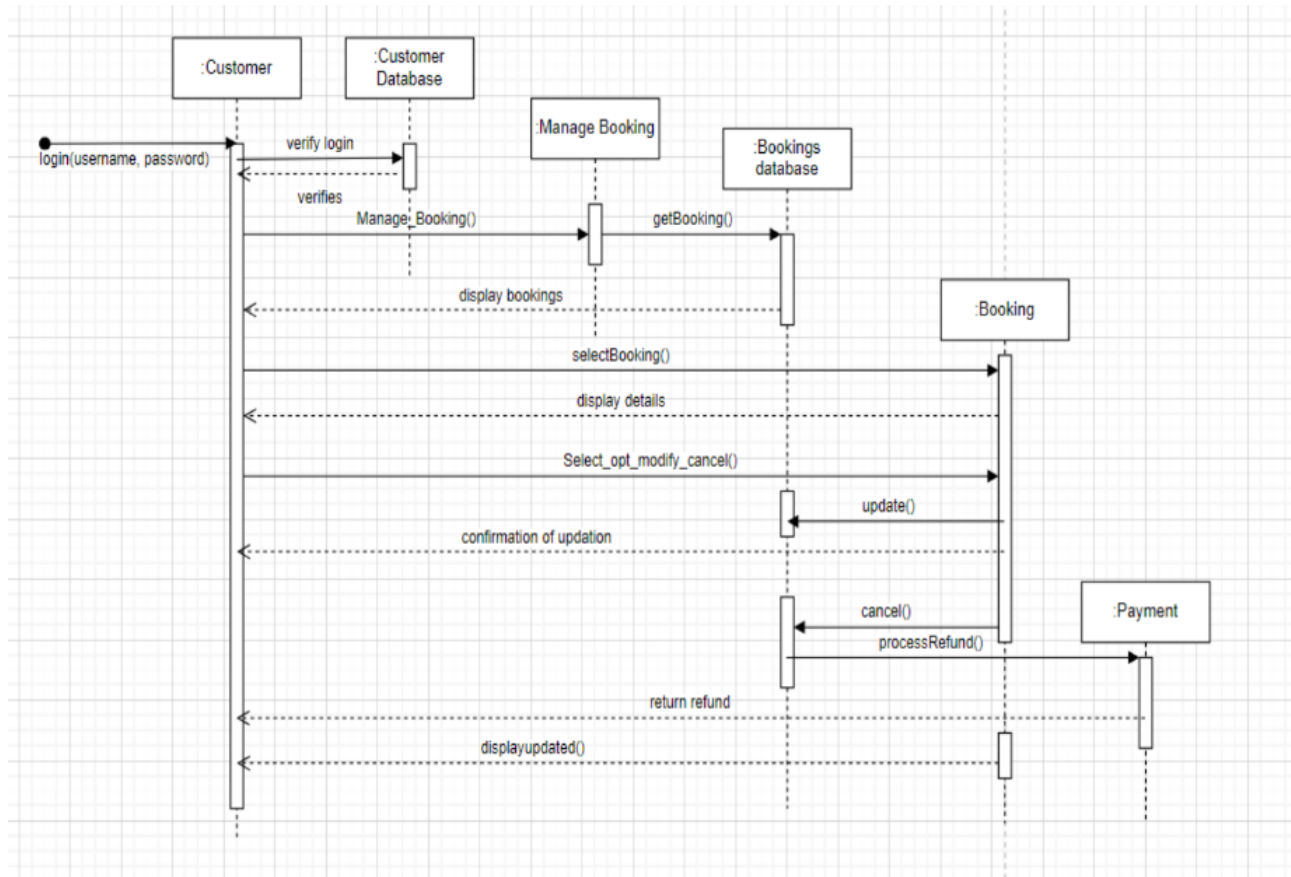 :Customer
:Customer
Database
:Manage Booking
:Bookings
database
login(username, password)
verify login
verifies
Manage_Booking()
getBooking()
display bookings
:Booking
selectBooking()
display details
Select_opt_modify_cancel()
update()
confirmation of updation
:Payment
cancel()
processRefund()
return refund
displayupdated()